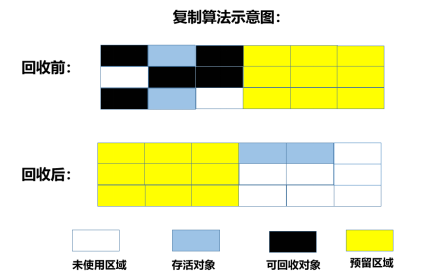 复制算法示意图：
回收前：
回收后：
未使用区域
存活对象
可回收对象
预留区域